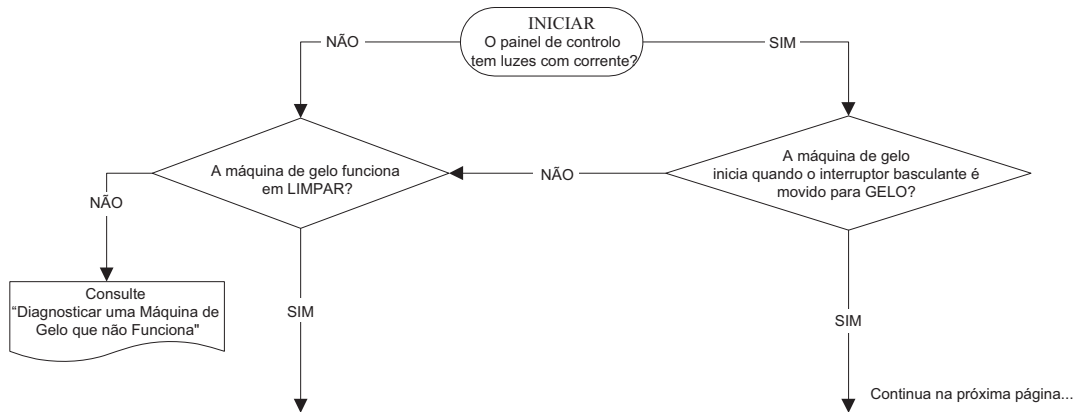 INICIAR
O painel de controlo
tem luzes com corrente?
NÃO
SIM
A máquina de gelo funciona
em LIMPAR?
NÃO
A máquina de gelo
inicia quando o interruptor basculante é
movido para GELO?
NÃO
Consulte
“Diagnosticar uma Máquina de
Gelo que não Funciona"
SIM
SIM
Continua na próxima página...